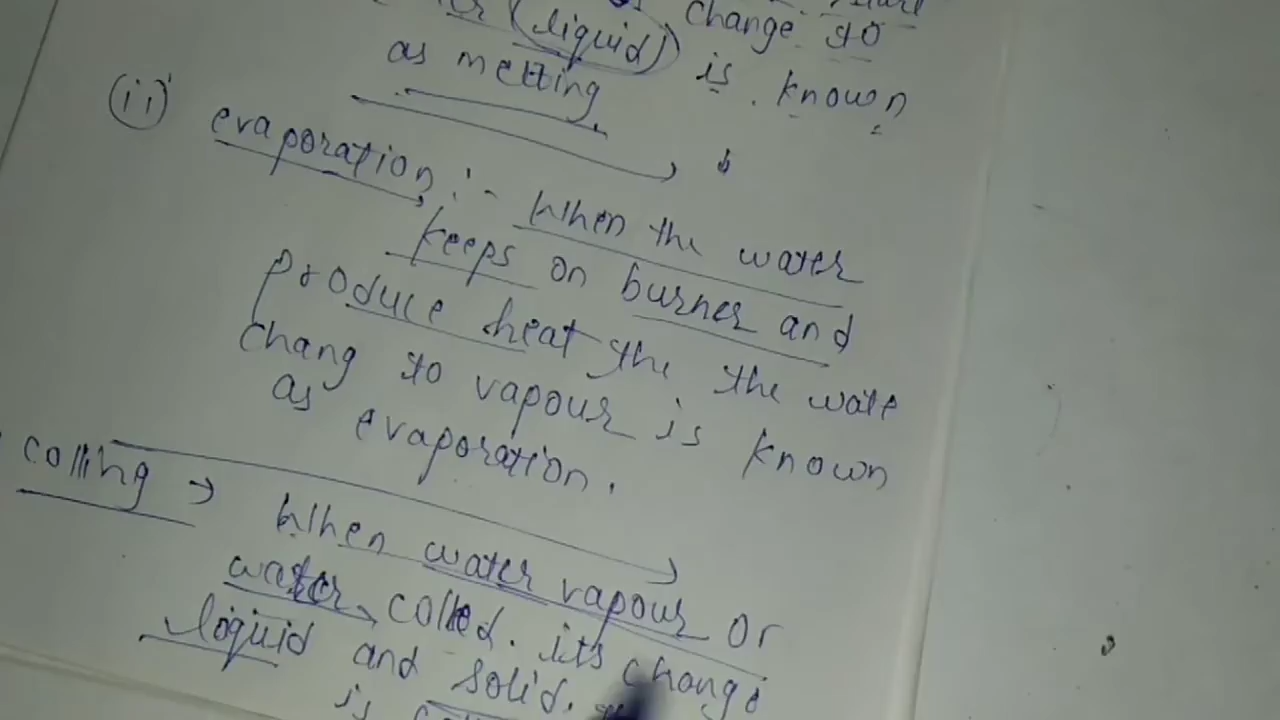 change to
(liquid) is known
as metting
(ii) evaporation :- When the water
keeps on burner and
produce heat the the wate
chang to vapour is known
as evaporation.
colling → When water vapour or
water colled. its change
liquid and solid.
is